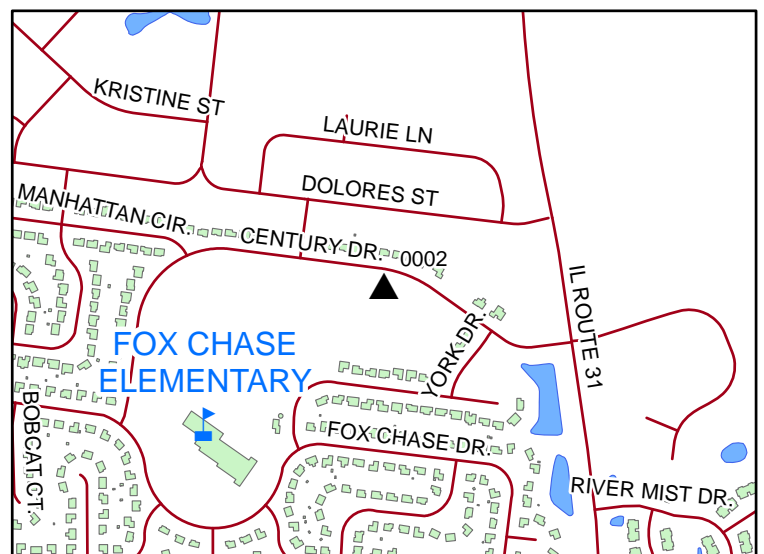 KRISTINE ST
LAURIE LN
DOLORES ST
MANHATTAN CIR.
CENTURY DR.
0002
IL ROUTE 31
FOX CHASE
ELEMENTARY
YORK DR.
BOBCAT CT.
FOX CHASE DR.
RIVER MIST DR.